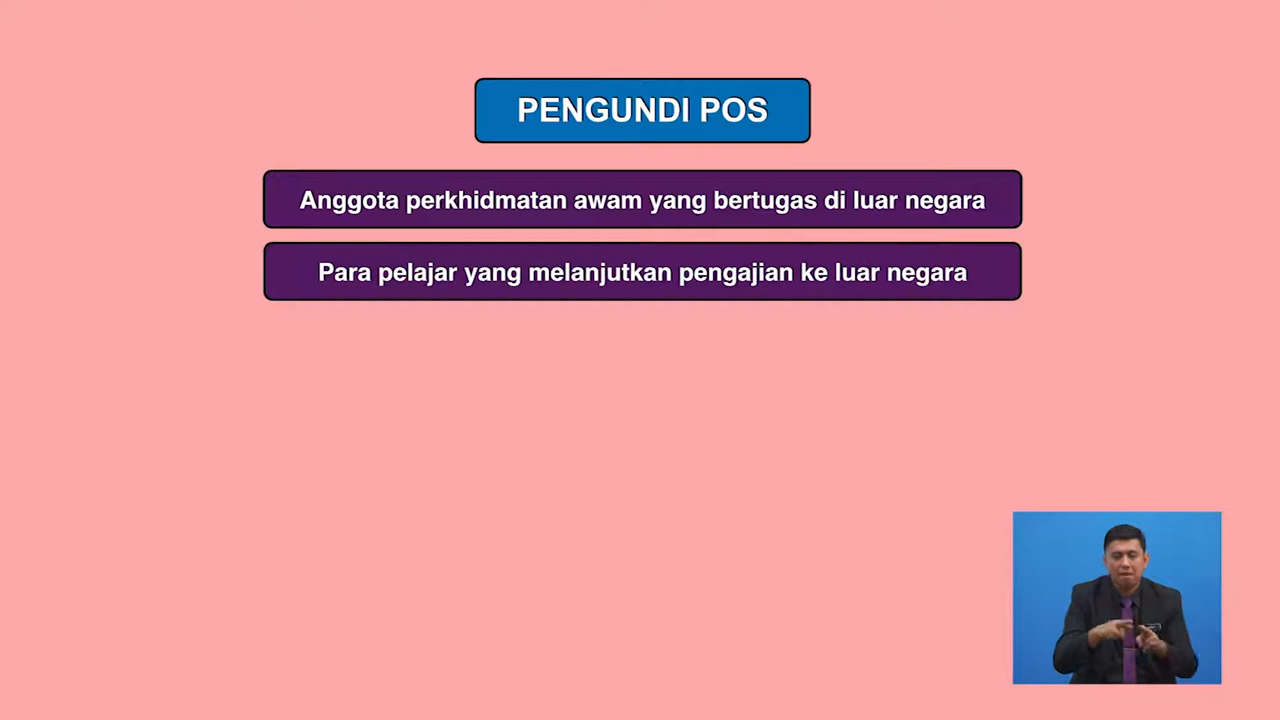 PENGUNDI POS
Anggota perkhidmatan awam yang bertugas di luar negara
Para pelajar yang melanjutkan pengajian ke luar negara